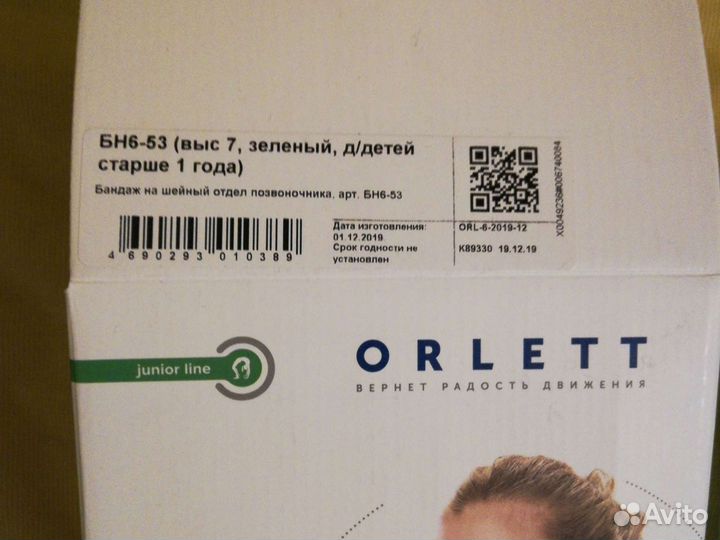 БН6-53 (выс 7, зеленый, д/детей
старше 1 года)
Бандаж на шейный отдел позвоночника, арт. БН6-53
4 690293 010389
Дата изготовления:
01.12.2019
Срок годности не
установлен
ORL-6-2019-12
K89330 19.12.19
X0049236#006740084
junior line
ORLETT
ВЕРНЕТ РАДОСТЬ ДВИЖЕНИЯ
Avito